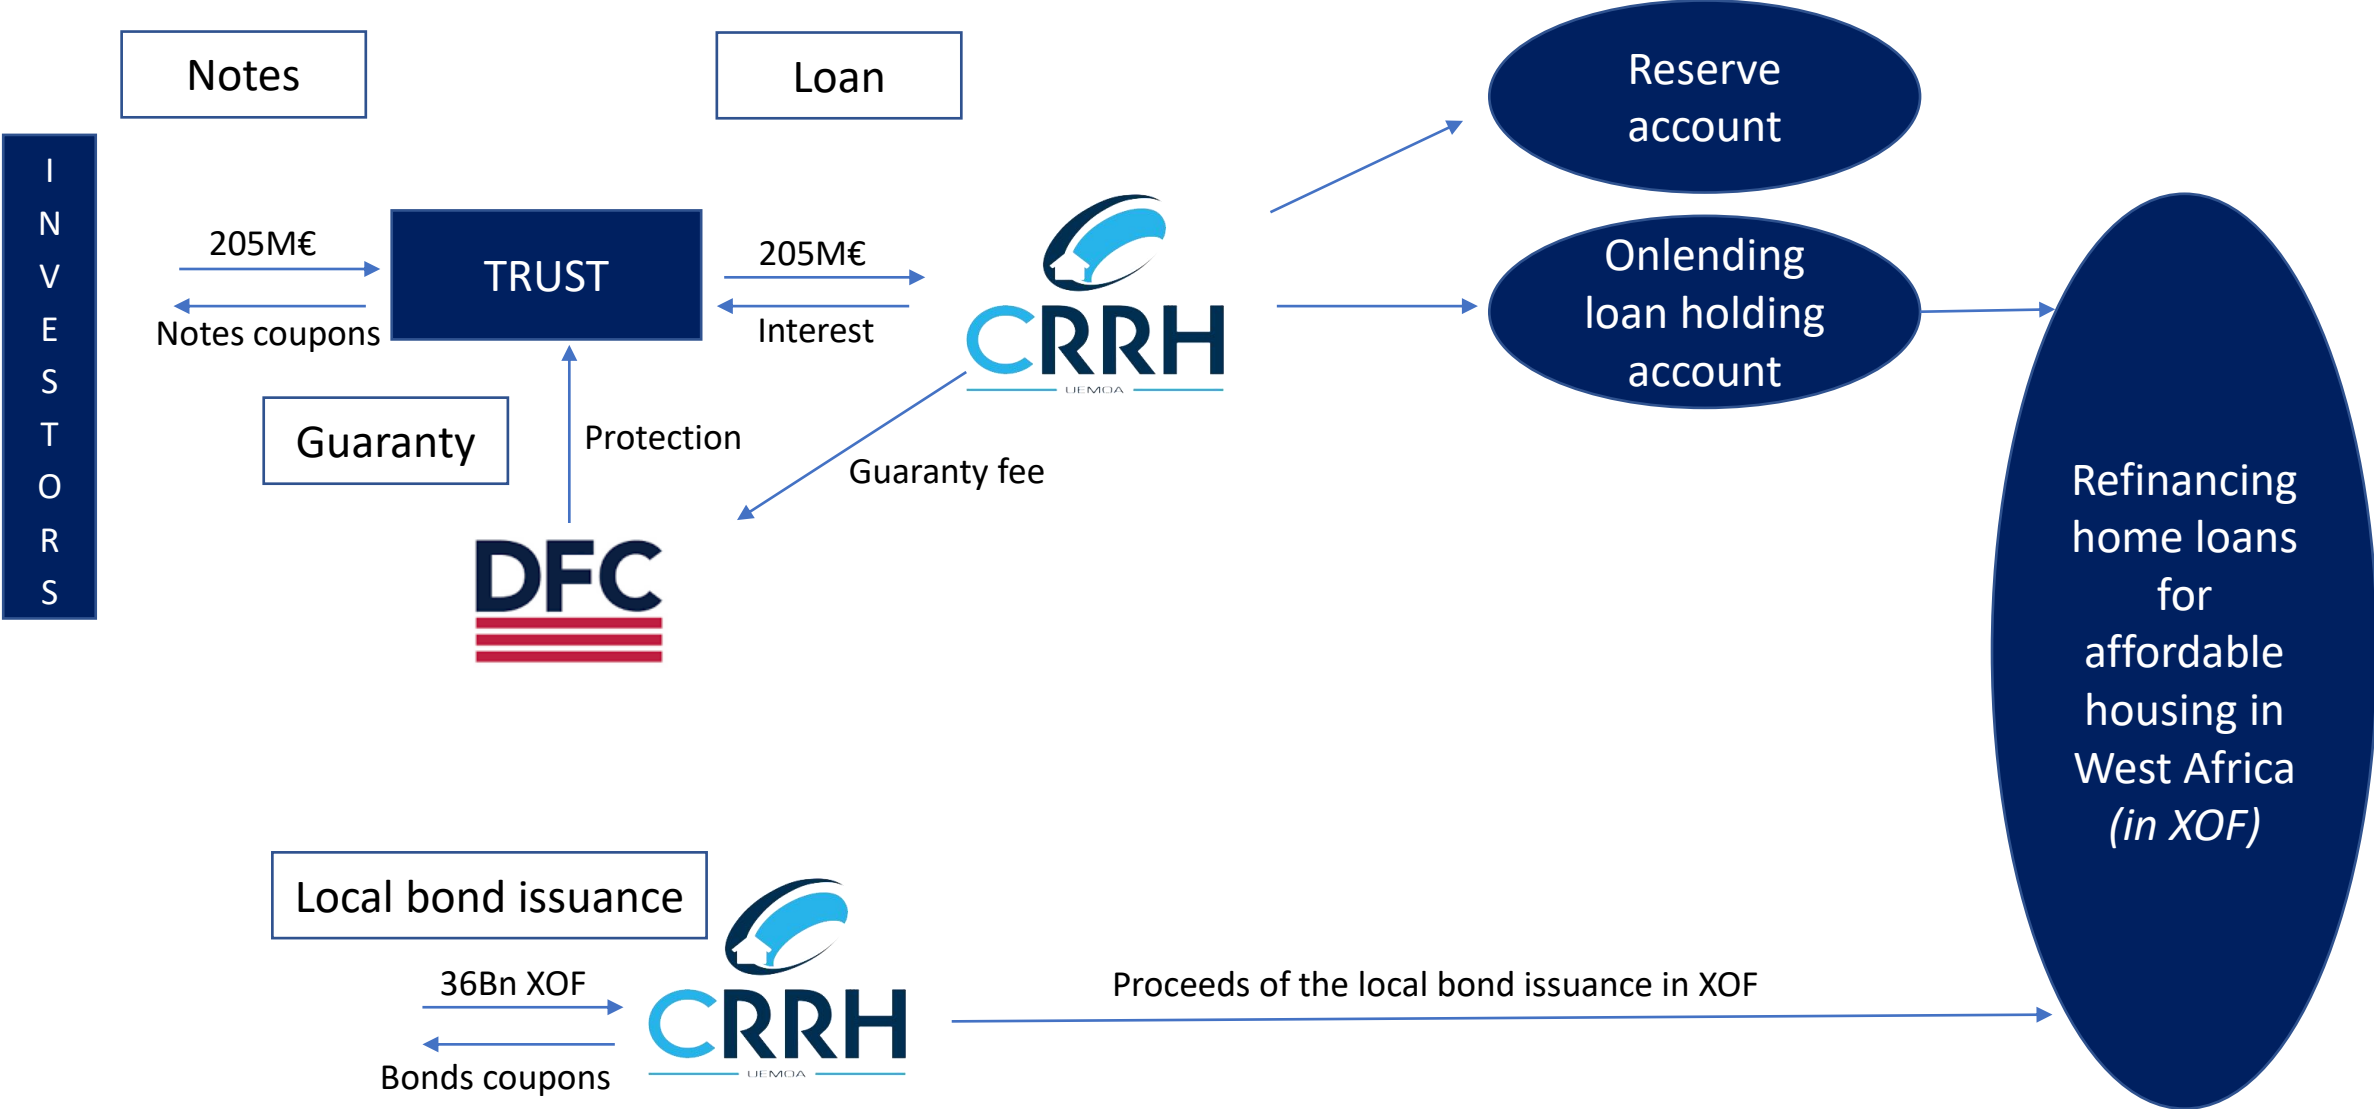 Notes
Loan
Reserve
account
I
N
V
E
S
T
O
R
S
205M€
Notes coupons
TRUST
205M€
Interest
CRRH
UEMOA
Onlending
loan holding
account
Guaranty
Protection
Guaranty fee
DFC
Refinancing
home loans
for
affordable
housing in
West Africa
(in XOF)
Local bond issuance
36Bn XOF
Bonds coupons
CRRH
UEMOA
Proceeds of the local bond issuance in XOF